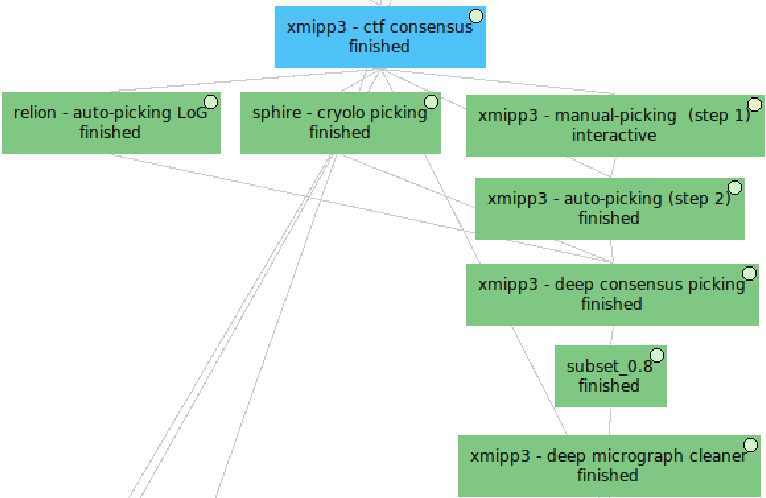 xmipp3 - ctf consensus
finished
relion - auto-picking LoG
finished
sphire - cryolo picking
finished
xmipp3 - manual-picking (step 1)
interactive
xmipp3 - auto-picking (step 2)
finished
xmipp3 - deep consensus picking
finished
subset_0.8
finished
xmipp3 - deep micrograph cleaner
finished